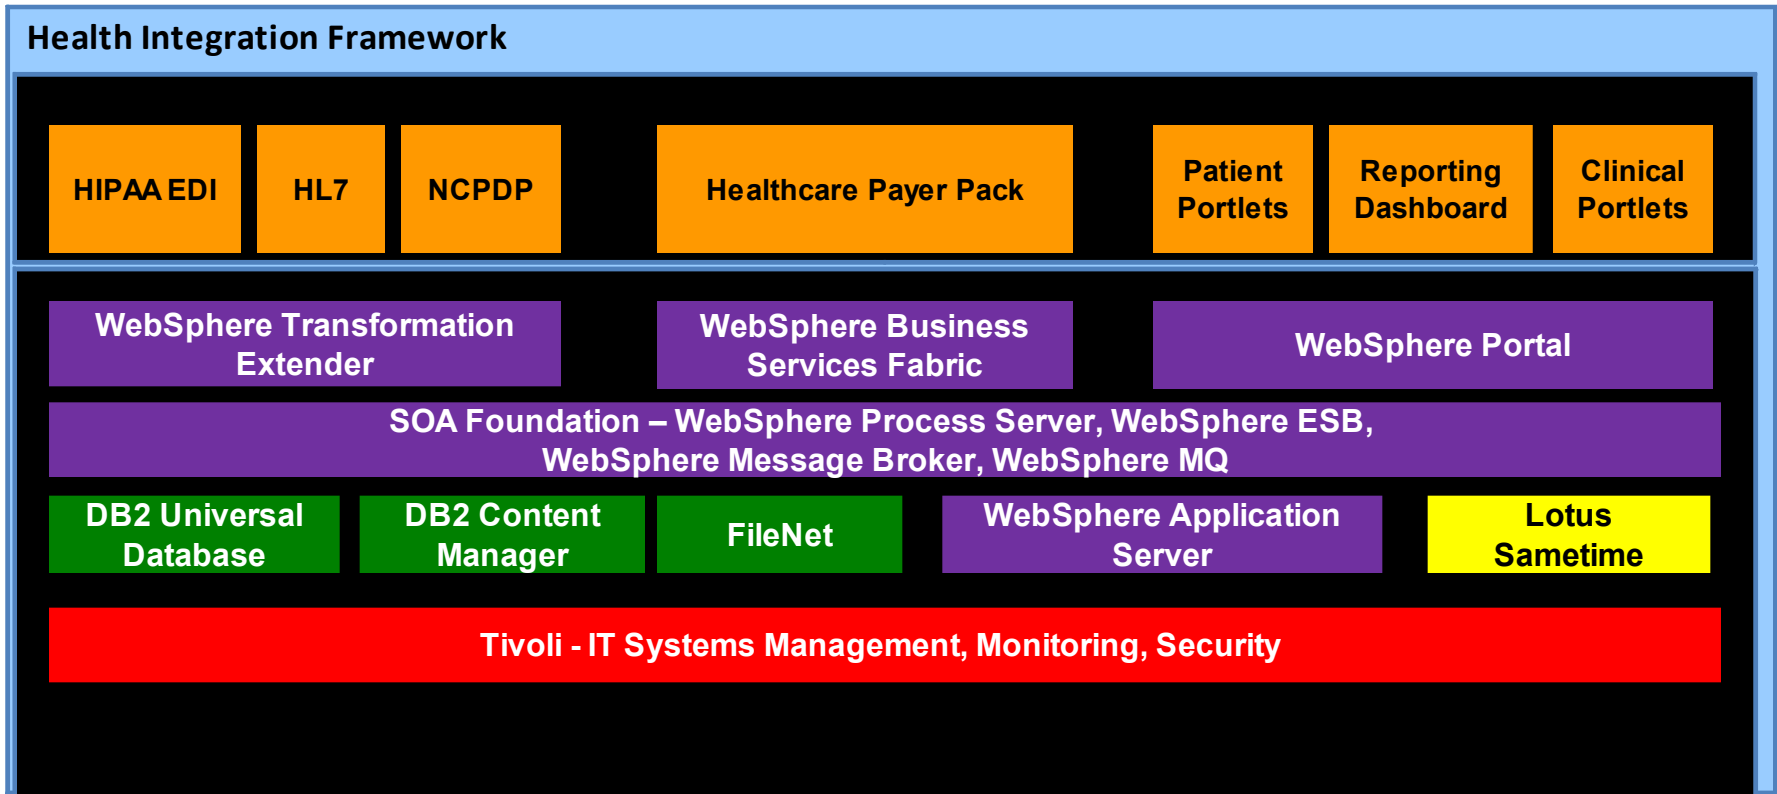 Health Integration Framework
HIPAA EDI
HL7
NCPDP
Healthcare Payer Pack
Patient
Portlets
Reporting
Dashboard
Clinical
Portlets
WebSphere Transformation
Extender
WebSphere Business
Services Fabric
WebSphere Portal
SOA Foundation – WebSphere Process Server, WebSphere ESB,
WebSphere Message Broker, WebSphere MQ
DB2 Universal
Database
DB2 Content
Manager
FileNet
WebSphere Application
Server
Lotus
Sametime
Tivoli - IT Systems Management, Monitoring, Security